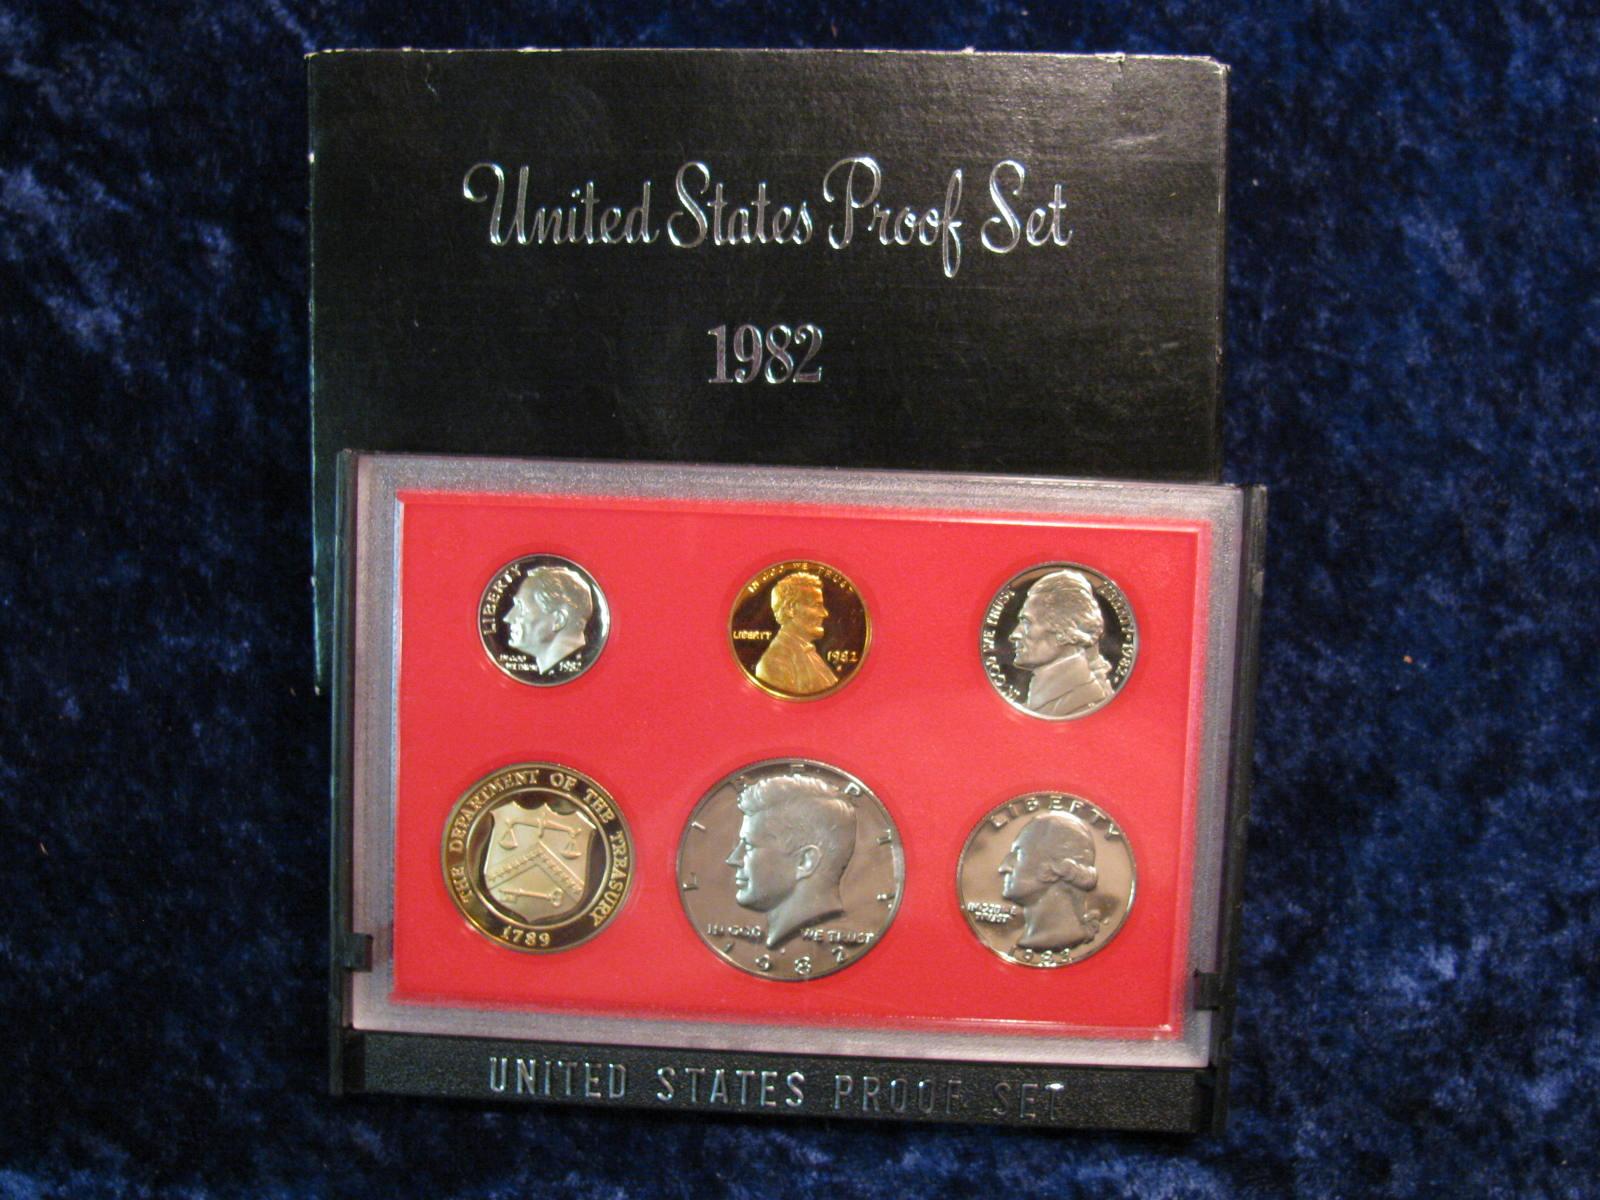 United States Proof Set
1982
LIBERTY
IN GOD
WE TRUST
1982
IN GOD WE TRUST
LIBERTY
1982
IN GOD WE TRUST
LIBERTY · 1982
THE DEPARTMENT OF THE TREASURY
1789
LIBERTY
IN GOD WE TRUST
1982
LIBERTY
IN GOD WE
TRUST
1982
UNITED STATES PROOF SET